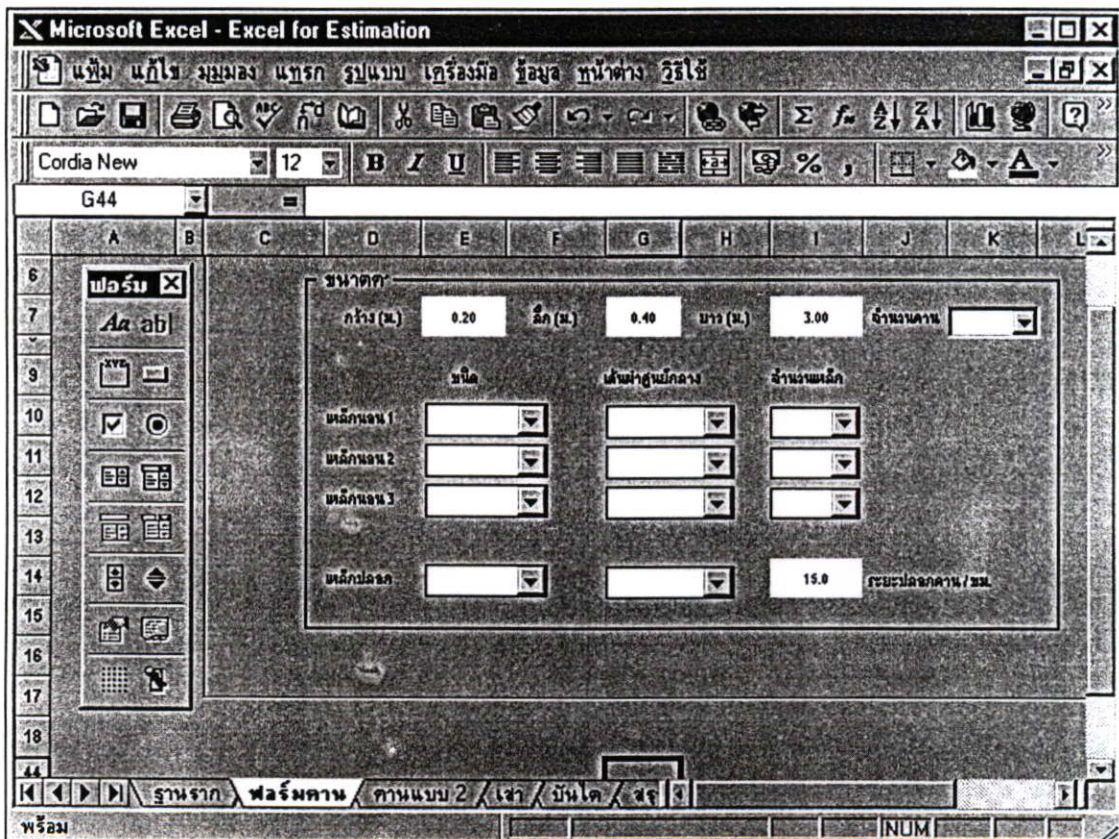 Microsoft Excel - Excel for Estimation
แฟ้ม แก้ไข มุมมอง แทรก รูปแบบ เครื่องมือ ข้อมูล หน้าต่าง วิธีใช้
Cordia New 12 B I U % ,
G44 =
A B C D E F G H I J K L
6 ฟอร์ม
7 Aa ab| กว้าง (ม.) 0.20 ลึก (ม.) 0.40 ยาว (ม.) 3.00 จำนวนคาน
9 XYZ ชนิด เส้นผ่าศูนย์กลาง จำนวนเหล็ก
10 เหล็กนอน 1
11 เหล็กนอน 2
12 เหล็กนอน 3
13
14 เหล็กปลอก 15.0 ระยะปลอกคาน / ซม.
15
16
17
18
44
ฐานราก ฟอร์มคาน คานแบบ 2 เสา บันได
พร้อม NUM